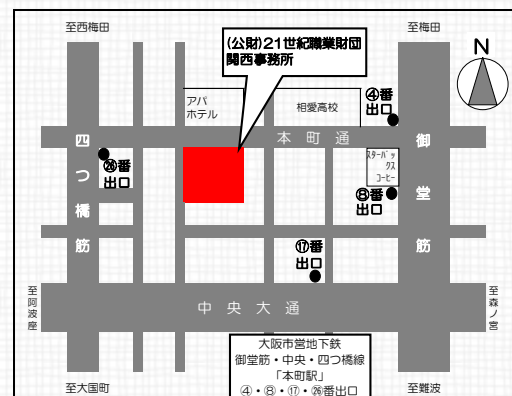 至西梅田
至梅田
(公財)21世紀職業財団
関西事務所
N
④番
出口
アパ
ホテル
相愛高校
本町通
四つ橋筋
御堂筋
㉖番
出口
スターバッ
クス
コーヒー
⑧番
出口
⑰番
出口
至阿波座
至森ノ宮
中央大通
大阪市営地下鉄
御堂筋・中央・四つ橋線
「本町駅」
④・⑧・⑰・㉖番出口
至大国町
至難波